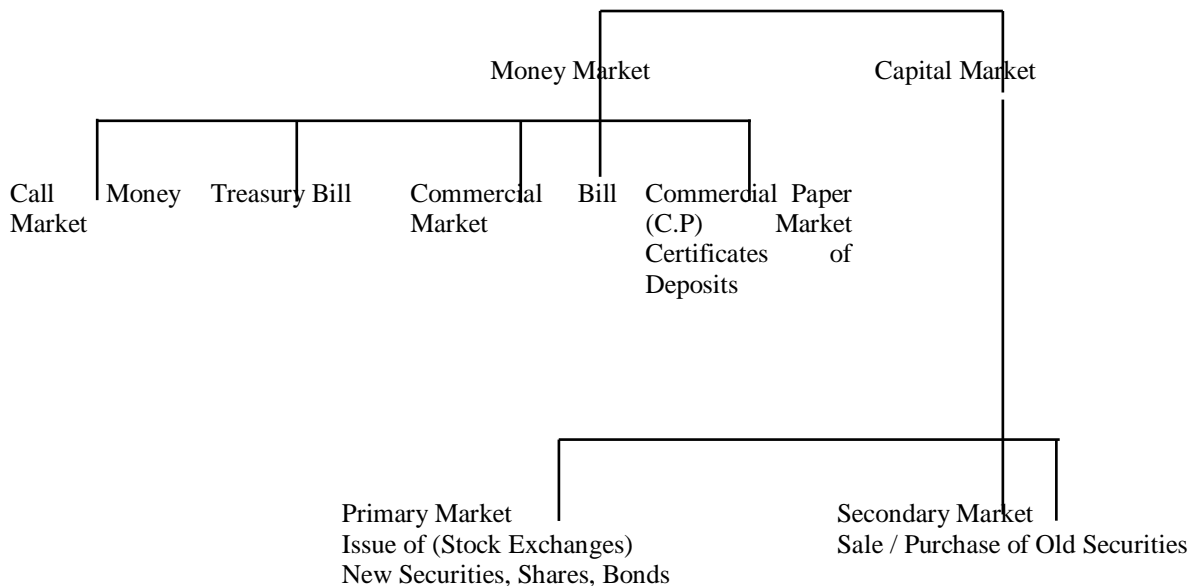 Money Market
Capital Market
Call Money
Market
Treasury Bill
Commercial Bill
Market
Commercial Paper
(C.P) Market
Certificates of
Deposits
Primary Market
Issue of (Stock Exchanges)
New Securities, Shares, Bonds
Secondary Market
Sale / Purchase of Old Securities